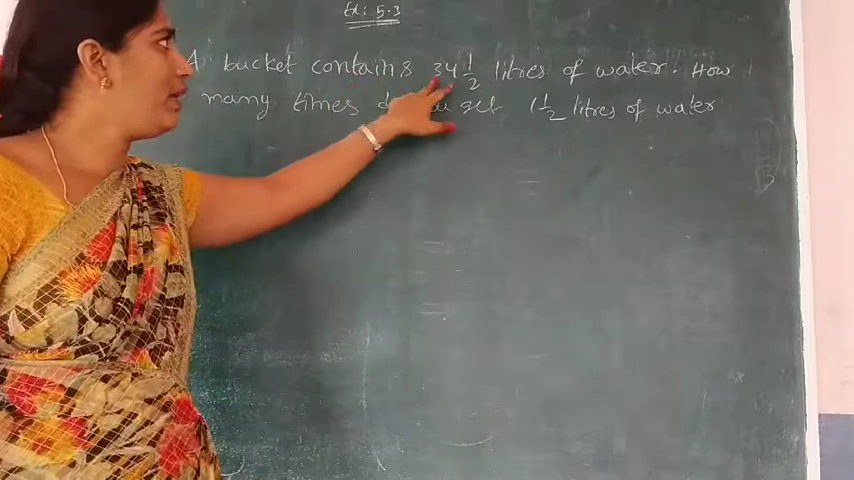 Ex: 5.3
A bucket contains 34 1/2 litres of water. How
many times get 1 1/2 litres of water